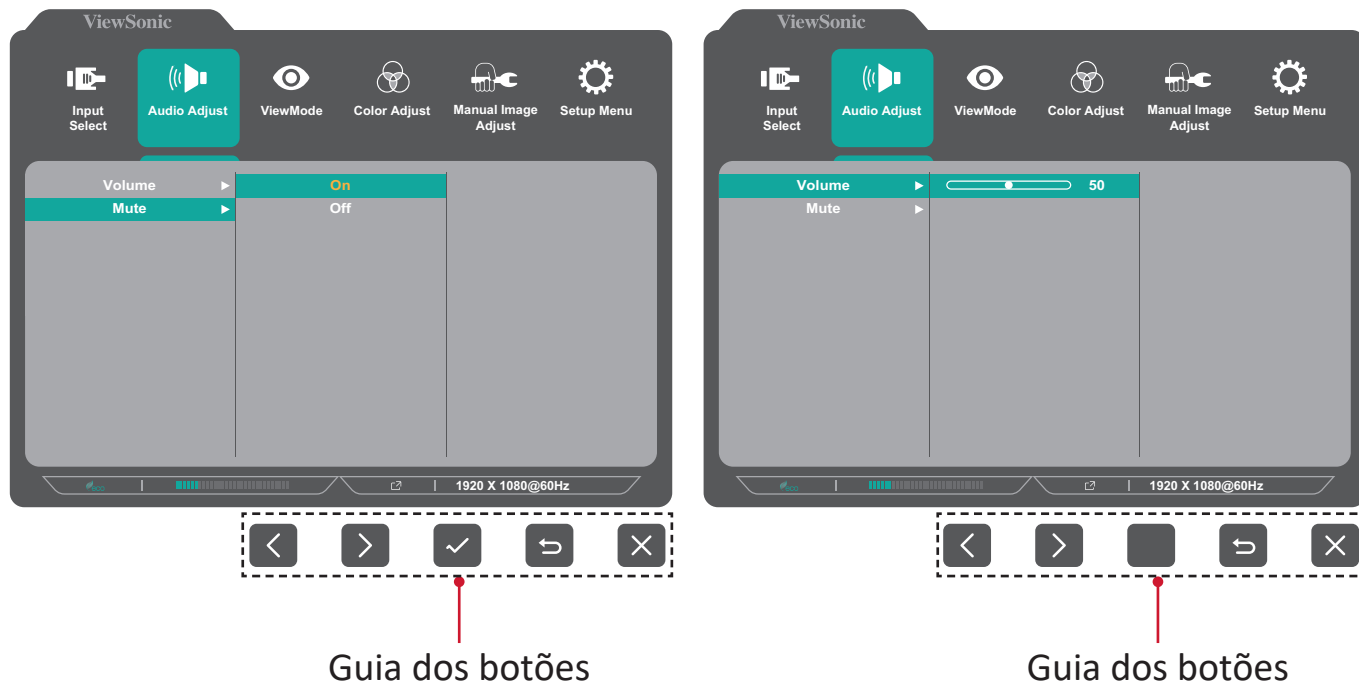 ViewSonic
Input
Select
Audio Adjust
ViewMode
Color Adjust
Manual Image
Adjust
Setup Menu
Volume
On
Mute
Off
eco
1920 X 1080@60Hz
Guia dos botões
ViewSonic
Input
Select
Audio Adjust
ViewMode
Color Adjust
Manual Image
Adjust
Setup Menu
Volume
50
Mute
eco
1920 X 1080@60Hz
Guia dos botões